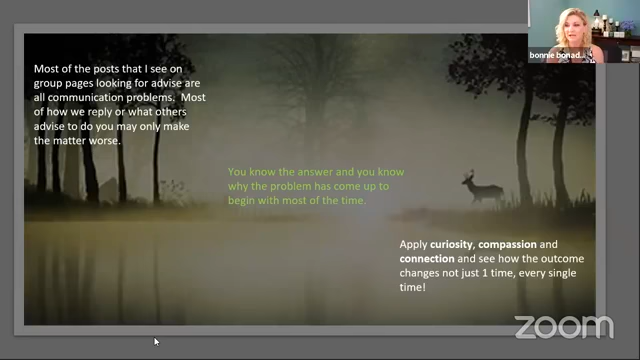 bonnie bonad...
Most of the posts that I see on
group pages looking for advise are
all communication problems.  Most
of how we reply or what others
advise to do you may only make
the matter worse.
You know the answer and you know
why the problem has come up to
begin with most of the time.
Apply curiosity, compassion and
connection and see how the outcome
changes not just 1 time, every single
time!
zoom